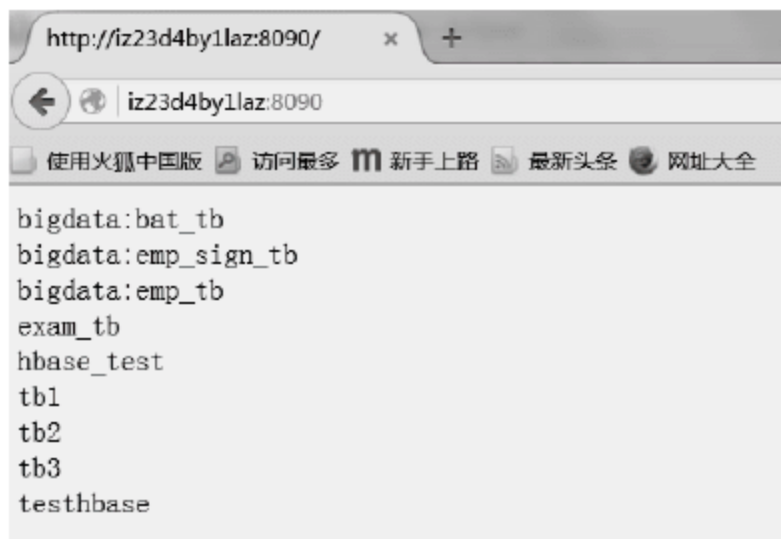 http://iz23d4by1laz:8090/
iz23d4by1laz:8090
使用火狐中国版 访问最多 新手上路 最新头条 网址大全
bigdata:bat_tb
bigdata:emp_sign_tb
bigdata:emp_tb
exam_tb
hbase_test
tb1
tb2
tb3
testhbase